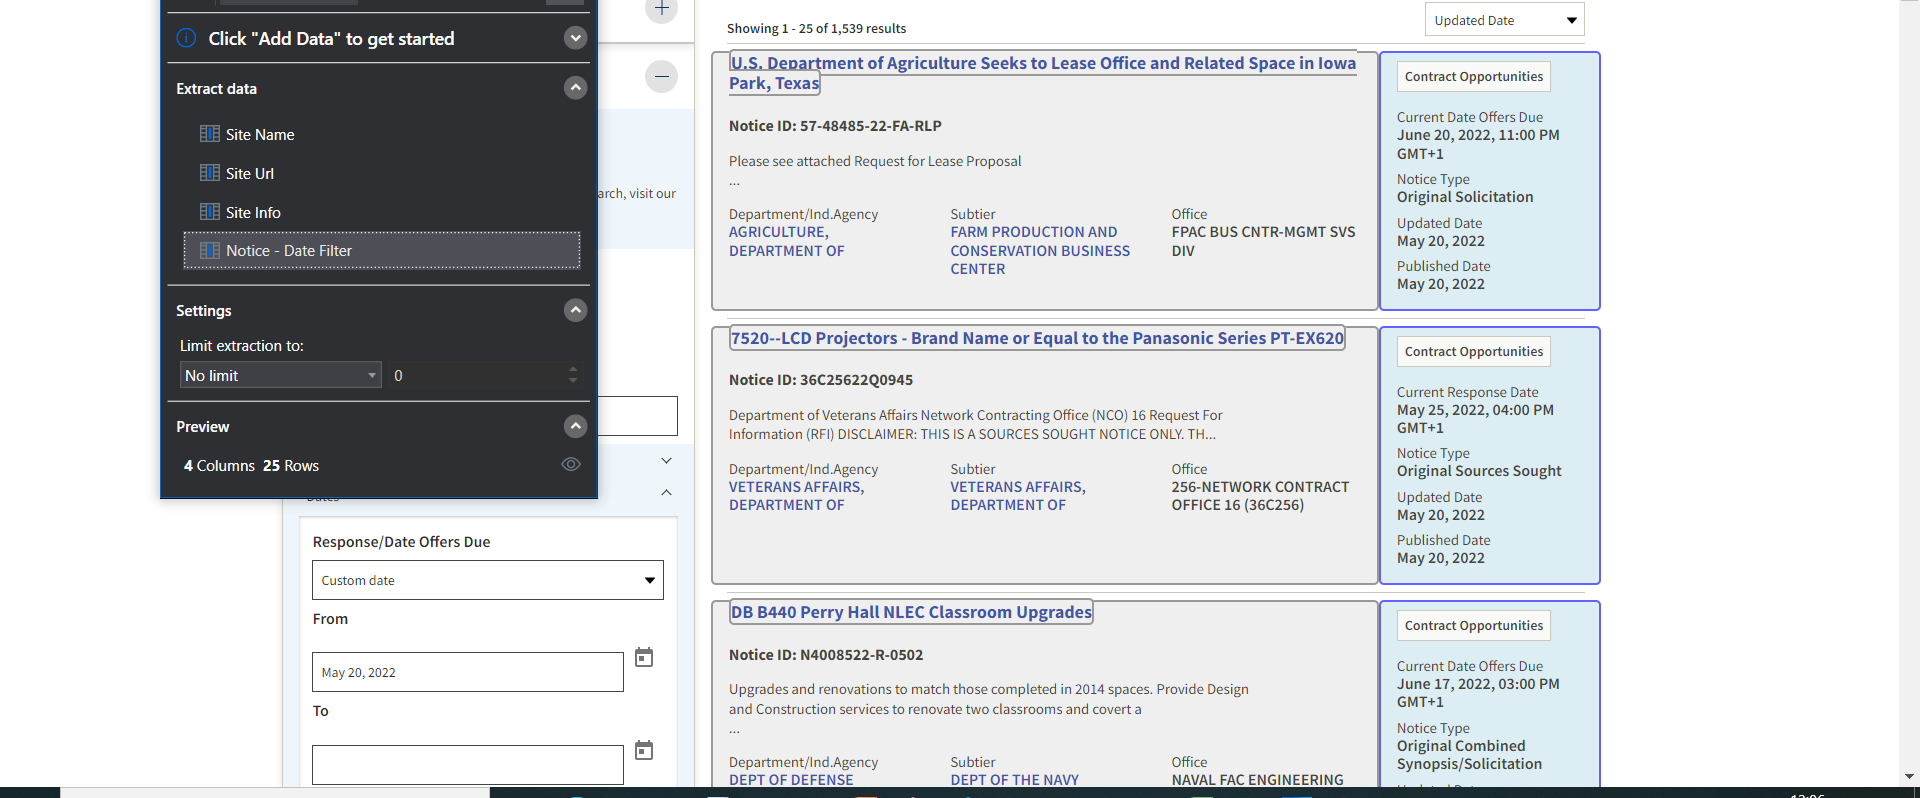 Click "Add Data" to get started
Extract data
Site Name
Site Url
Site Info
Notice - Date Filter
Settings
Limit extraction to:
No limit
0
Preview
4 Columns 25 Rows
arch, visit our
Response/Date Offers Due
Custom date
From
May 20, 2022
To
Showing 1 - 25 of 1,539 results
Updated Date
U.S. Department of Agriculture Seeks to Lease Office and Related Space in Iowa
Park, Texas
Notice ID: 57-48485-22-FA-RLP
Please see attached Request for Lease Proposal
...
Department/Ind.Agency
AGRICULTURE,
DEPARTMENT OF
Subtier
FARM PRODUCTION AND
CONSERVATION BUSINESS
CENTER
Office
FPAC BUS CNTR-MGMT SVS
DIV
Contract Opportunities
Current Date Offers Due
June 20, 2022, 11:00 PM
GMT+1
Notice Type
Original Solicitation
Updated Date
May 20, 2022
Published Date
May 20, 2022
7520--LCD Projectors - Brand Name or Equal to the Panasonic Series PT-EX620
Notice ID: 36C25622Q0945
Department of Veterans Affairs Network Contracting Office (NCO) 16 Request For
Information (RFI) DISCLAIMER: THIS IS A SOURCES SOUGHT NOTICE ONLY. TH...
Department/Ind.Agency
VETERANS AFFAIRS,
DEPARTMENT OF
Subtier
VETERANS AFFAIRS,
DEPARTMENT OF
Office
256-NETWORK CONTRACT
OFFICE 16 (36C256)
Contract Opportunities
Current Response Date
May 25, 2022, 04:00 PM
GMT+1
Notice Type
Original Sources Sought
Updated Date
May 20, 2022
Published Date
May 20, 2022
DB B440 Perry Hall NLEC Classroom Upgrades
Notice ID: N4008522-R-0502
Upgrades and renovations to match those completed in 2014 spaces. Provide Design
and Construction services to renovate two classrooms and covert a
...
Department/Ind.Agency
DEPT OF DEFENSE
Subtier
DEPT OF THE NAVY
Office
NAVAL FAC ENGINEERING
Contract Opportunities
Current Date Offers Due
June 17, 2022, 03:00 PM
GMT+1
Notice Type
Original Combined
Synopsis/Solicitation